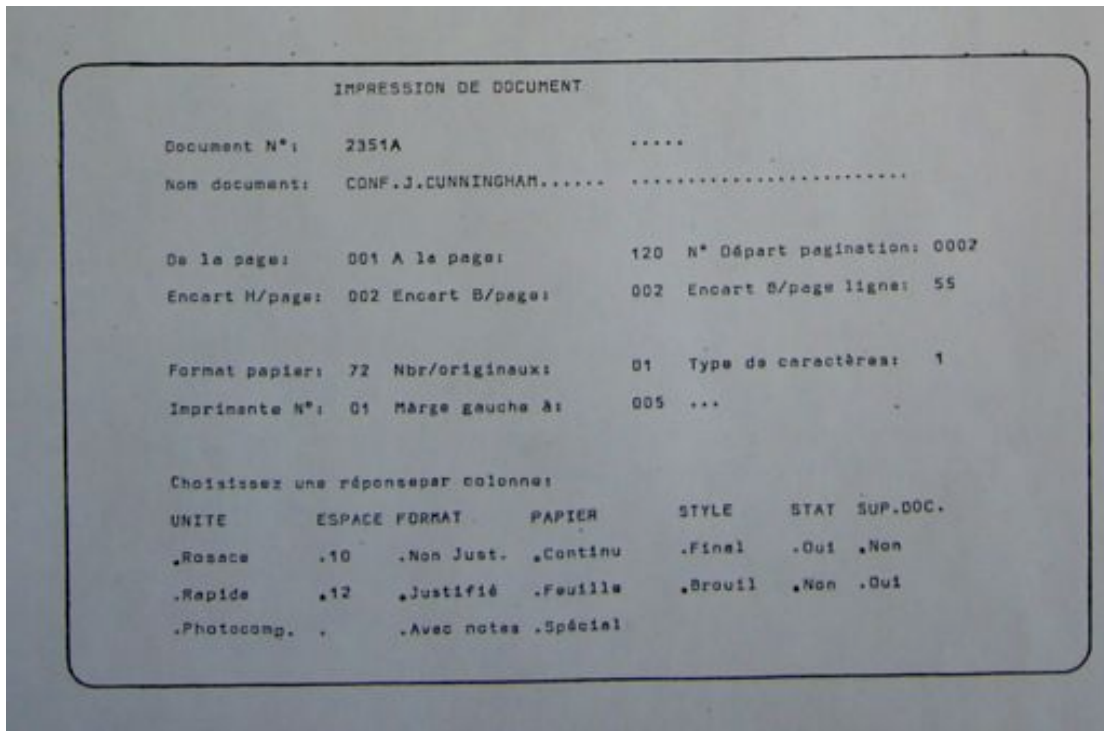 IMPRESSION DE DOCUMENT
Document N°: 2351A .....
Nom document: CONF.J.CUNNINGHAM...... .........................
De la page: 001 A la page: 120 N° Départ pagination: 0002
Encart H/page: 002 Encart B/page: 002 Encart B/page ligne: 55
Format papier: 72 Nbr/originaux: 01 Type de caractères: 1
Imprimante N°: 01 Màrge gauche à: 005 ...
Choisissez une réponsepar colonne:
UNITE ESPACE FORMAT PAPIER STYLE STAT SUP.DOC.
.Rosace .10 .Non Just. .Continu .Final .Oui .Non
.Rapide .12 .Justifié .Feuille .Brouil .Non .Oui
.Photocomp. . .Avec notes .Spécial